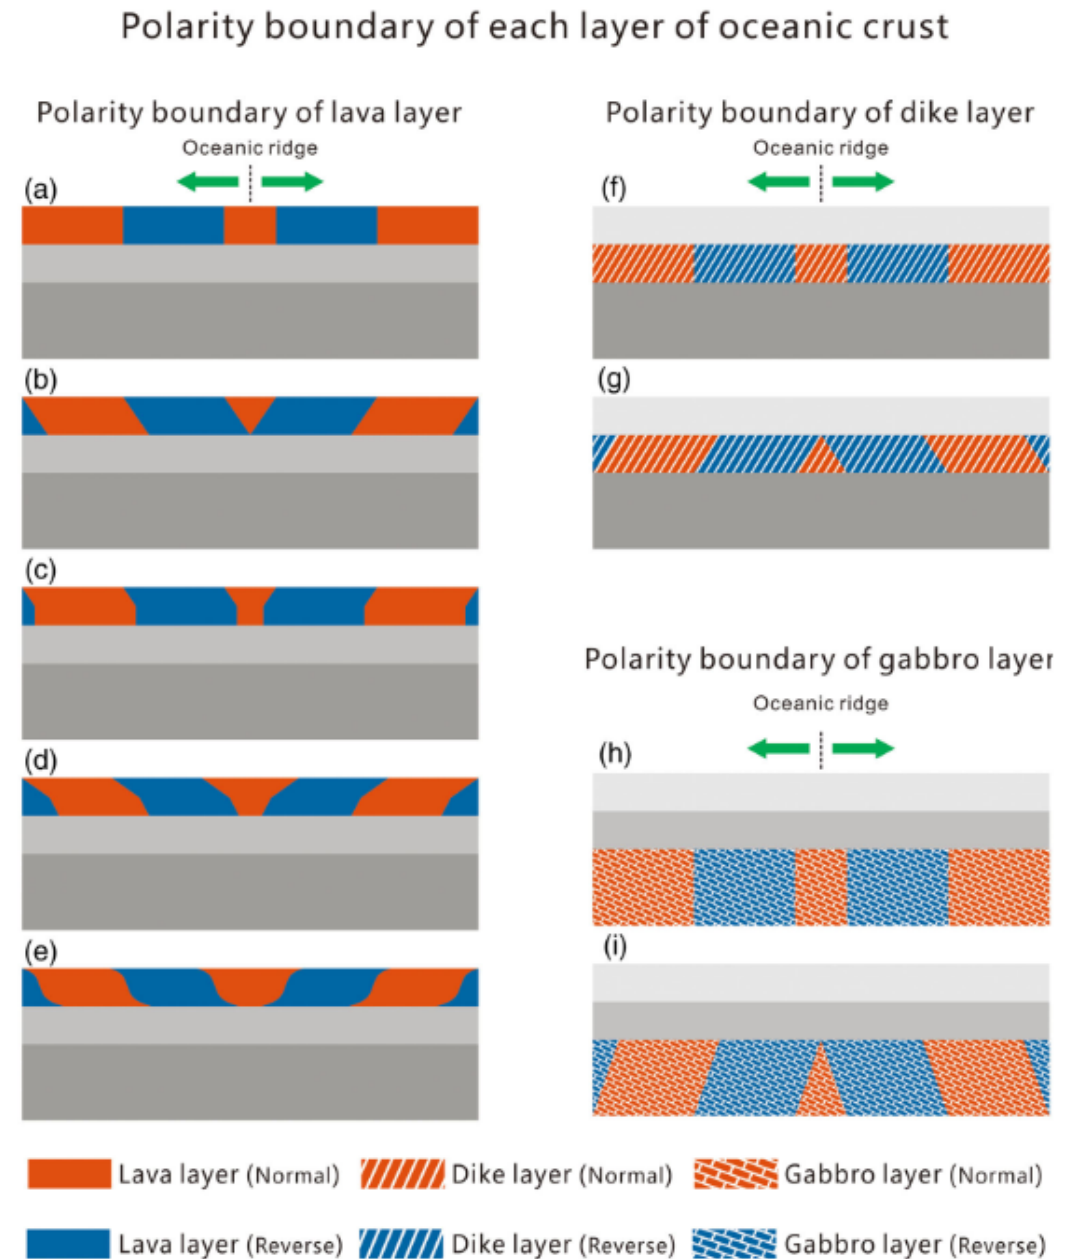 Polarity boundary of each layer of oceanic crust
Polarity boundary of lava layer
Oceanic ridge
(a)
(b)
(c)
(d)
(e)
Polarity boundary of dike layer
Oceanic ridge
(f)
(g)
Polarity boundary of gabbro layer
Oceanic ridge
(h)
(i)
Lava layer (Normal) Dike layer (Normal) Gabbro layer (Normal)
Lava layer (Reverse) Dike layer (Reverse) Gabbro layer (Reverse)